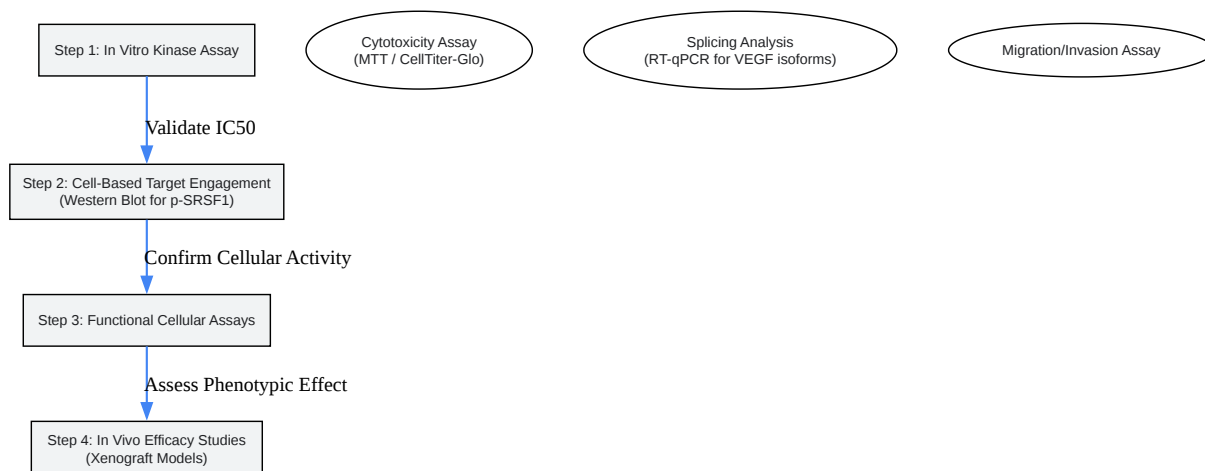 Step 1: In Vitro Kinase Assay
Cytotoxicity Assay
(MTT / CellTiter-Glo)
Splicing Analysis
(RT-qPCR for VEGF isoforms)
Migration/Invasion Assay
Validate IC50
Step 2: Cell-Based Target Engagement
(Western Blot for p-SRSF1)
Confirm Cellular Activity
Step 3: Functional Cellular Assays
Assess Phenotypic Effect
Step 4: In Vivo Efficacy Studies
(Xenograft Models)